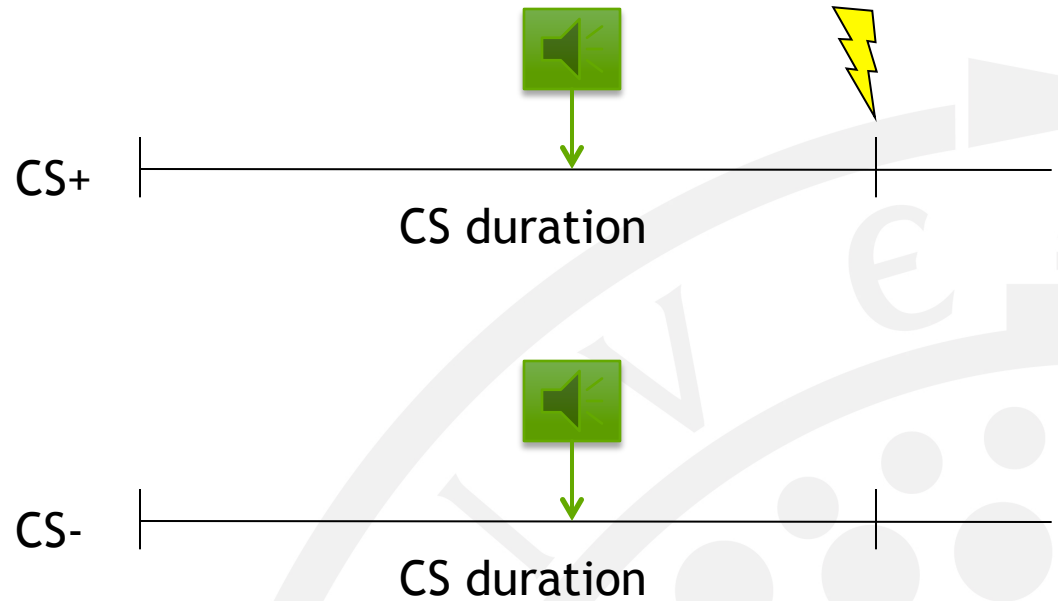 CS+
CS duration
V Є
I
CS-
CS duration